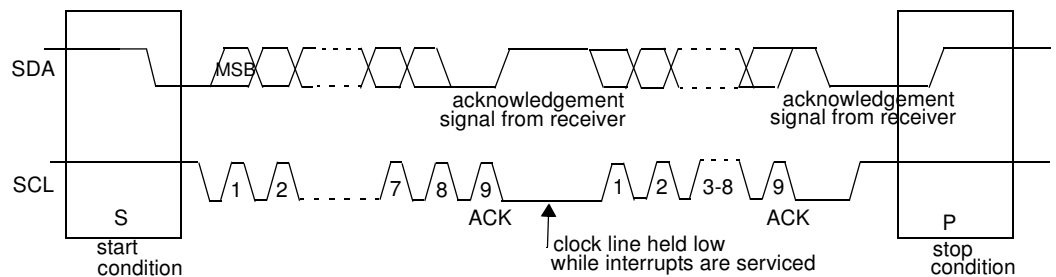 SDA
MSB
acknowledgement
signal from receiver
acknowledgement
signal from receiver
SCL
1
2
7
8
9
1
2
3-8
9
S
ACK
ACK
P
start
condition
clock line held low
while interrupts are serviced
stop
condition